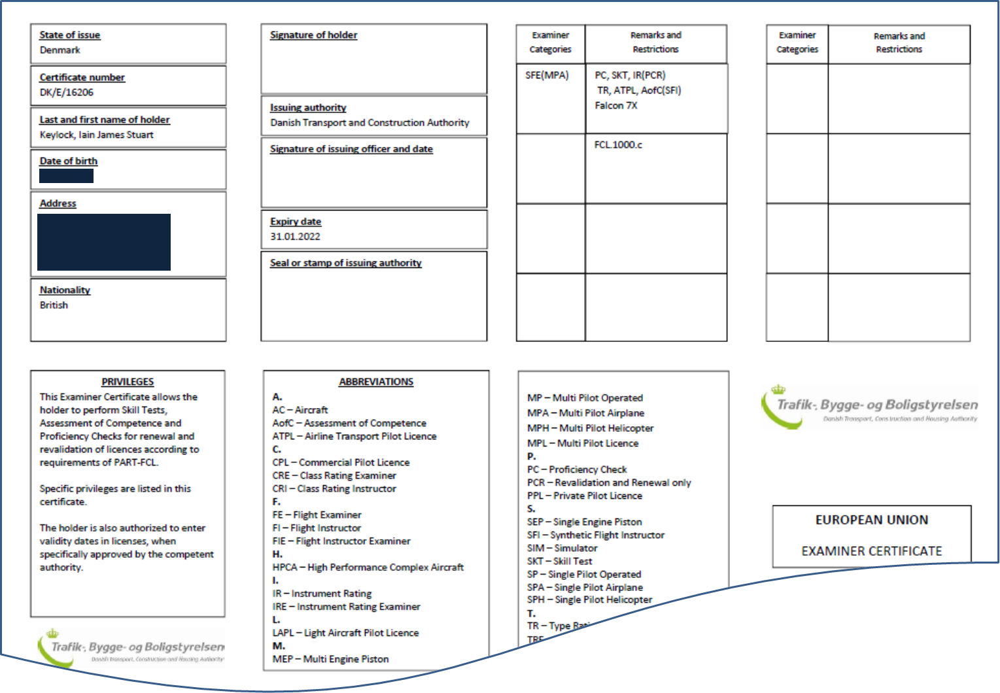 State of issue
Denmark
Certificate number
DK/E/16206
Last and first name of holder
Keylock, Iain James Stuart
Date of birth
Address
Nationality
British
Signature of holder
Issuing authority
Danish Transport and Construction Authority
Signature of issuing officer and date
Expiry date
31.01.2022
Seal or stamp of issuing authority
Examiner Categories
Remarks and Restrictions
SFE(MPA)
PC, SKT, IR(PCR)
TR, ATPL, AofC(SFI)
Falcon 7X
FCL.1000.c
Examiner Categories
Remarks and Restrictions
PRIVILEGES
This Examiner Certificate allows the
holder to perform Skill Tests,
Assessment of Competence and
Proficiency Checks for renewal and
revalidation of licences according to
requirements of PART-FCL.
Specific privileges are listed in this
certificate.
The holder is also authorized to enter
validity dates in licenses, when
specifically approved by the competent
authority.
Trafik-, Bygge- og Boligstyrelsen
Danish Transport, Construction and Housing Authority
ABBREVIATIONS
A.
AC – Aircraft
AofC – Assessment of Competence
ATPL – Airline Transport Pilot Licence
C.
CPL – Commercial Pilot Licence
CRE – Class Rating Examiner
CRI – Class Rating Instructor
F.
FE – Flight Examiner
FI – Flight Instructor
FIE – Flight Instructor Examiner
H.
HPCA – High Performance Complex Aircraft
I.
IR – Instrument Rating
IRE – Instrument Rating Examiner
L.
LAPL – Light Aircraft Pilot Licence
M.
MEP – Multi Engine Piston
MP – Multi Pilot Operated
MPA – Multi Pilot Airplane
MPH – Multi Pilot Helicopter
MPL – Multi Pilot Licence
P.
PC – Proficiency Check
PCR – Revalidation and Renewal only
PPL – Private Pilot Licence
S.
SEP – Single Engine Piston
SFI – Synthetic Flight Instructor
SIM – Simulator
SKT – Skill Test
SP – Single Pilot Operated
SPA – Single Pilot Airplane
SPH – Single Pilot Helicopter
T.
TR – Type
Trafik-, Bygge- og Boligstyrelsen
Danish Transport, Construction and Housing Authority
EUROPEAN UNION
EXAMINER CERTIFICATE